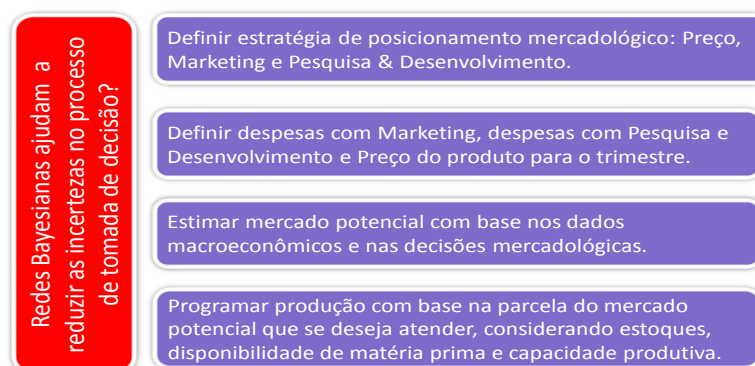 Redes Bayesianas ajudam a
reduzir as incertezas no processo
de tomada de decisão?
Definir estratégia de posicionamento mercadológico: Preço,
Marketing e Pesquisa & Desenvolvimento.
Definir despesas com Marketing, despesas com Pesquisa e
Desenvolvimento e Preço do produto para o trimestre.
Estimar mercado potencial com base nos dados
macroeconômicos e nas decisões mercadológicas.
Programar produção com base na parcela do mercado
potencial que se deseja atender, considerando estoques,
disponibilidade de matéria prima e capacidade produtiva.